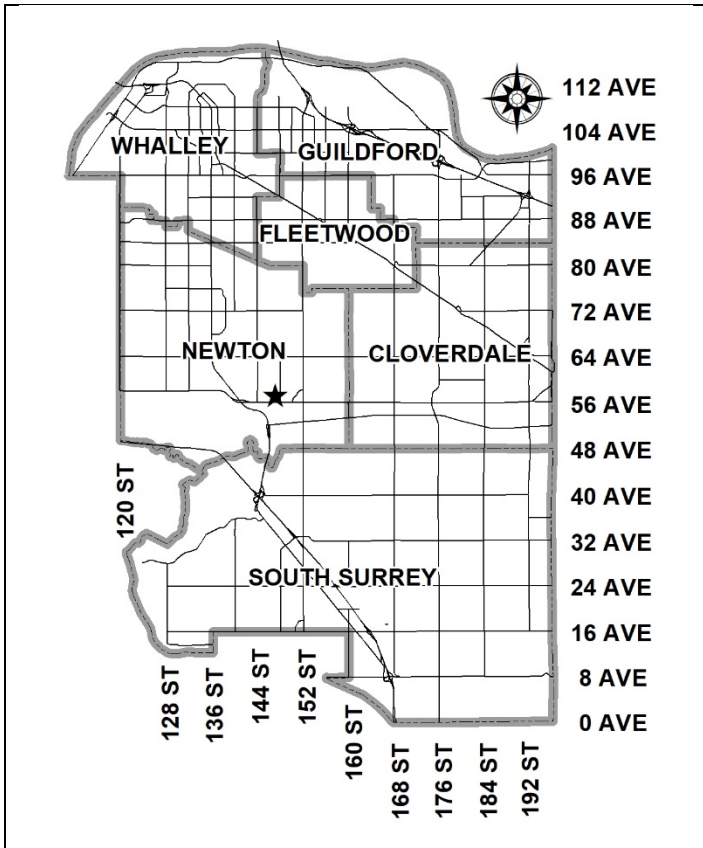 112 AVE
104 AVE
WHALLEY
GUILDFORD
96 AVE
88 AVE
FLEETWOOD
80 AVE
72 AVE
NEWTON
CLOVERDALE
64 AVE
56 AVE
48 AVE
120 ST
40 AVE
32 AVE
SOUTH SURREY
24 AVE
16 AVE
8 AVE
0 AVE
128 ST
136 ST
144 ST
152 ST
160 ST
168 ST
176 ST
184 ST
192 ST